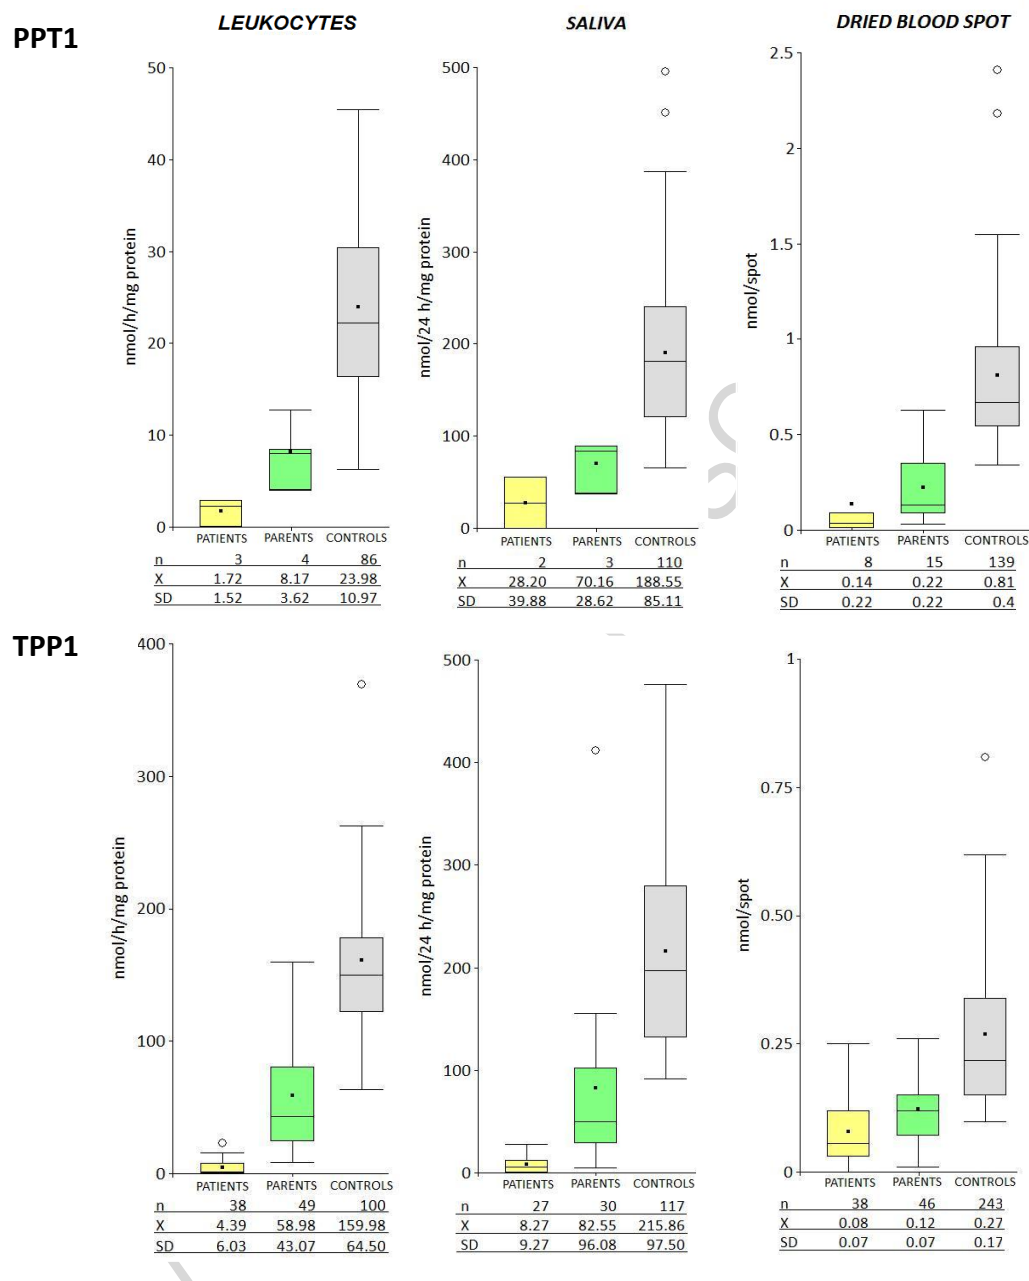 PPT1
LEUKOCYTES
SALIVA
DRIED BLOOD SPOT
nmol/h/mg protein
50
40
30
20
10
0
PATIENTS PARENTS CONTROLS
n 3 4 86
X 1.72 8.17 23.98
SD 1.52 3.62 10.97
nmol/24 h/mg protein
500
400
300
200
100
0
PATIENTS PARENTS CONTROLS
n 2 3 110
X 28.20 70.16 188.55
SD 39.88 28.62 85.11
nmol/spot
2.5
2
1.5
1
0.5
0
PATIENTS PARENTS CONTROLS
n 8 15 139
X 0.14 0.22 0.81
SD 0.22 0.22 0.4
TPP1
nmol/h/mg protein
400
300
200
100
0
PATIENTS PARENTS CONTROLS
n 38 49 100
X 4.39 58.98 159.98
SD 6.03 43.07 64.50
nmol/24 h/mg protein
500
400
300
200
100
0
PATIENTS PARENTS CONTROLS
n 27 30 117
X 8.27 82.55 215.86
SD 9.27 96.08 97.50
nmol/spot
1
0.75
0.50
0.25
0
PATIENTS PARENTS CONTROLS
n 38 46 243
X 0.08 0.12 0.27
SD 0.07 0.07 0.17